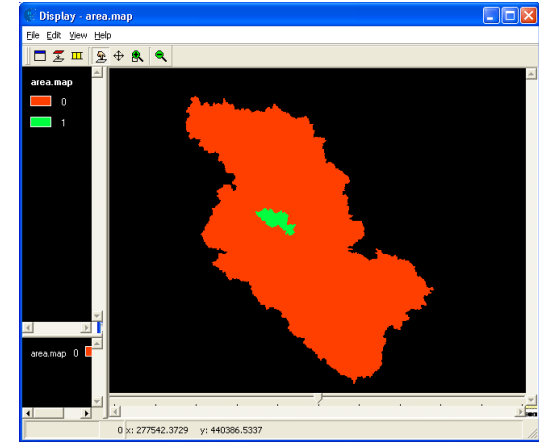 Display - area.map
File Edit View Help
area.map
0
1
area.map 0
0 x: 277542.3729 y: 440386.5337